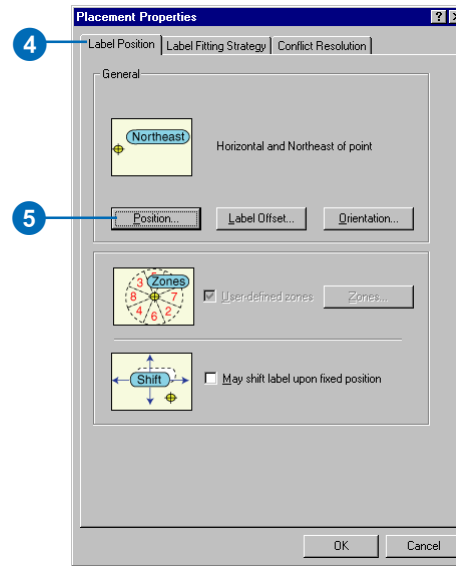 Placement Properties
4
Label Position Label Fitting Strategy Conflict Resolution
General
Northeast
Horizontal and Northeast of point
5
Position... Label Offset... Orientation...
Zones
3 5 7 8 4 6 2
User-defined zones Zones...
Shift
May shift label upon fixed position
OK Cancel